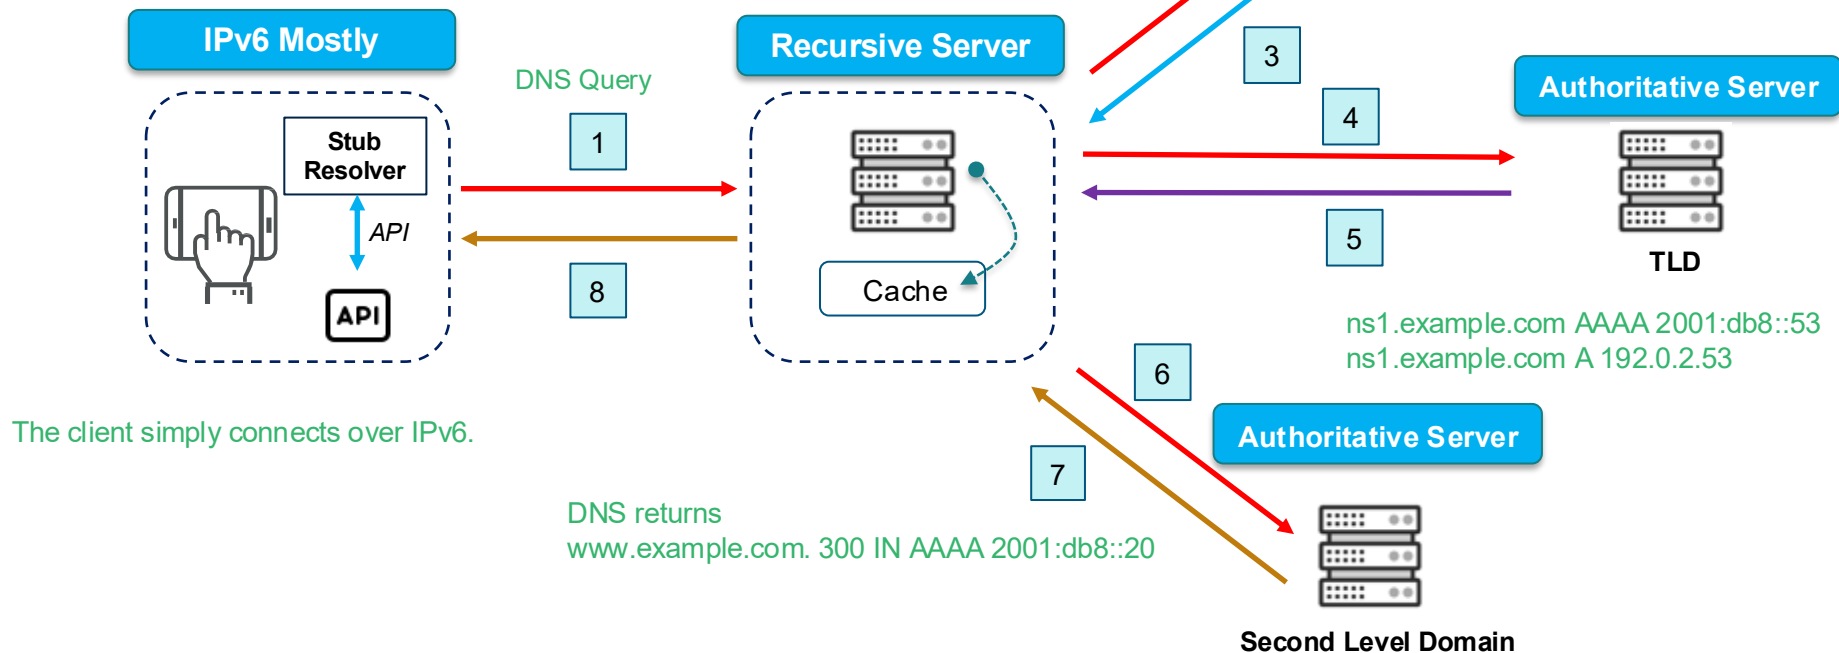 IPv6 Mostly
Recursive Server
3
Authoritative Server
DNS Query
Stub
Resolver
1
4
API
5
TLD
8
Cache
API
ns1.example.com AAAA 2001:db8::53
ns1.example.com A 192.0.2.53
6
The client simply connects over IPv6.
Authoritative Server
7
DNS returns
www.example.com. 300 IN AAAA 2001:db8::20
Second Level Domain